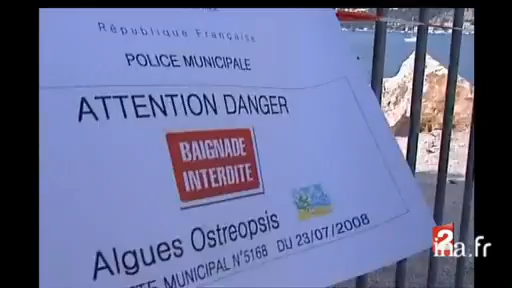 République Française
POLICE MUNICIPALE
ATTENTION DANGER
BAIGNADE
INTERDITE
Algues Ostreopsis
MUNICIPAL N°5168 DU 23/07/2008
2
ina.fr